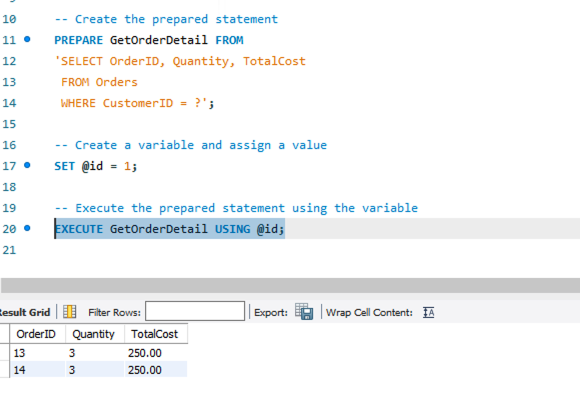 10 -- Create the prepared statement
11 PREPARE GetOrderDetail FROM
12 'SELECT OrderID, Quantity, TotalCost
13 FROM Orders
14 WHERE CustomerID = ?';
15
16 -- Create a variable and assign a value
17 SET @id = 1;
18
19 -- Execute the prepared statement using the variable
20 EXECUTE GetOrderDetail USING @id;
21
Result Grid Filter Rows: Export: Wrap Cell Content: IA
OrderID Quantity TotalCost
13 3 250.00
14 3 250.00